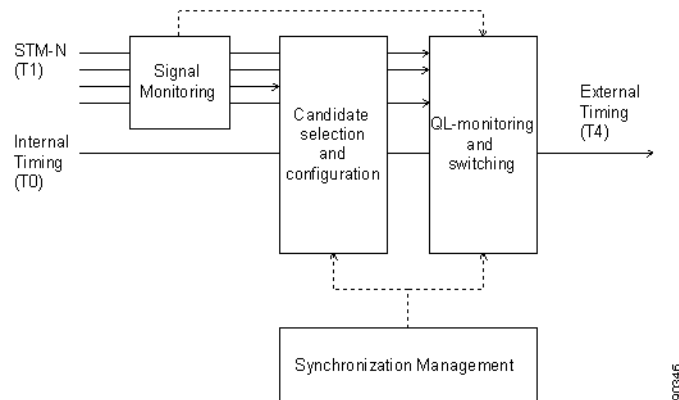 STM-N
(T1)
Signal
Monitoring
Candidate
selection
and
configuration
QL-monitoring
and
switching
External
Timing
(T4)
Internal
Timing
(T0)
Synchronization Management
90346